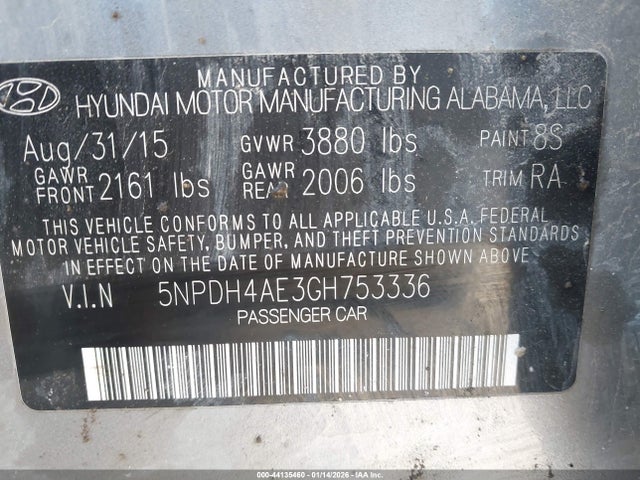 MANUFACTURED BY
HYUNDAI MOTOR MANUFACTURING ALABAMA, LLC
Aug/31/15 GVWR 3880 lbs PAINT 8S
GAWR FRONT 2161 lbs GAWR REAR 2006 lbs TRIM RA
THIS VEHICLE CONFORMS TO ALL APPLICABLE U.S.A. FEDERAL
MOTOR VEHICLE SAFETY, BUMPER, AND THEFT PREVENTION STANDARDS
IN EFFECT ON THE DATE OF MANUFACTURE SHOWN ABOVE.
V.I.N 5NPDH4AE3GH753336
PASSENGER CAR
000-44135460 - 01/14/2026 - IAAI.COM